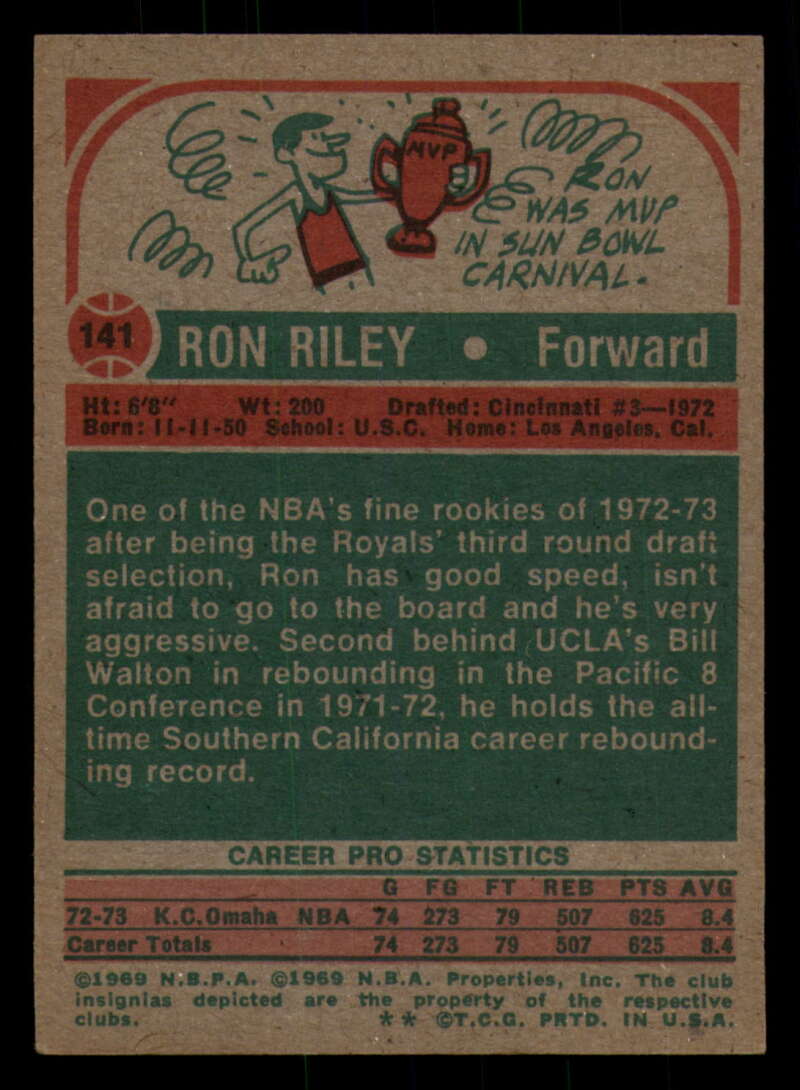 MVP
RON
WAS MVP
IN SUN BOWL
CARNIVAL.
141 RON RILEY • Forward
Ht: 6'8" Wt: 200 Drafted: Cincinnati #3—1972
Born: 11-11-50 School: U.S.C. Home: Los Angeles, Cal.
One of the NBA's fine rookies of 1972-73
after being the Royals' third round draft
selection, Ron has good speed, isn't
afraid to go to the board and he's very
aggressive. Second behind UCLA's Bill
Walton in rebounding in the Pacific 8
Conference in 1971-72, he holds the all-
time Southern California career rebound-
ing record.
CAREER PRO STATISTICS
G FG FT REB PTS AVG
72-73 K.C.Omaha NBA 74 273 79 507 625 8.4
Career Totals 74 273 79 507 625 8.4
©1969 N.B.P.A. ©1969 N.B.A. Properties, Inc. The club
insignias depicted are the property of the respective
clubs. ** ©T.C.G. PRTD. IN U.S.A.